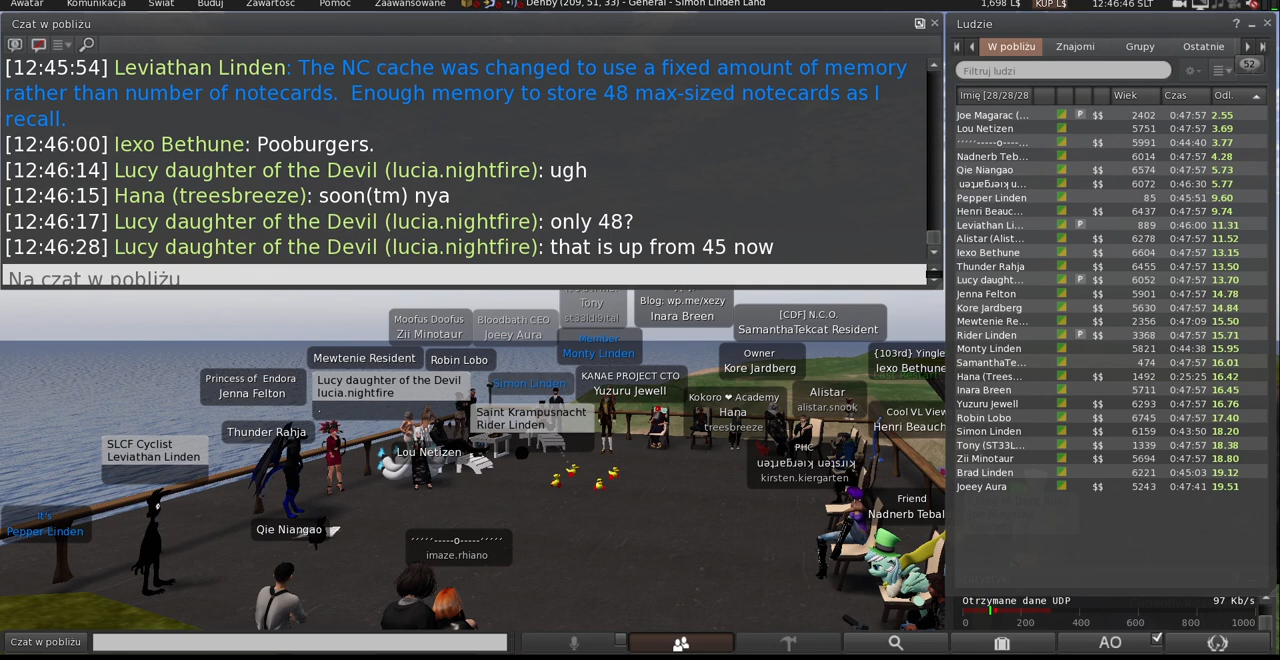 Awatar Komunikacja Świat Buduj Zawartość Pomoc Zaawansowane Denby (209, 51, 33) - General - Simon Linden Land 1,698 L$ KUP L$ 12:46:46 SLT
Czat w pobliżu
[12:45:54] Leviathan Linden: The NC cache was changed to use a fixed amount of memory
rather than number of notecards. Enough memory to store 48 max-sized notecards as I
recall.
[12:46:00] Iexo Bethune: Pooburgers.
[12:46:14] Lucy daughter of the Devil (lucia.nightfire): ugh
[12:46:15] Hana (treesbreeze): soon(tm) nya
[12:46:17] Lucy daughter of the Devil (lucia.nightfire): only 48?
[12:46:28] Lucy daughter of the Devil (lucia.nightfire): that is up from 45 now
Na czat w pobliżu
Tony
st33ld1g1tal
Blog: wp.me/xezy
Inara Breen
Moofus Doofus
Zii Minotaur
Bloodbath CEO
Joeey Aura
[CDF] N.C.O.
SamanthaTekcat Resident
Member
Monty Linden
Mewtenie Resident
Robin Lobo
Owner
Kore Jardberg
{103rd} Yingle
Iexo Bethune
Princess of Endora
Jenna Felton
Lucy daughter of the Devil
lucia.nightfire
.
Simon Linden
KANAE PROJECT CTO
Yuzuru Jewell
Kokoro ❤ Academy
Hana
treesbreeze
Alistar
alistar.snook
Saint Krampusnacht
Rider Linden
Cool VL View
Henri Beauch
Thunder Rahja
SLCF Cyclist
Leviathan Linden
Lou Netizen
PHC
kirsten.kiergarten
It's:
Pepper Linden
Qie Niangao
Friend
Nadnerb Tebal
′′′′′-----o----′′′′′
imaze.rhiano
Czat w pobliżu
Ludzie
? _ ×
W pobliżu Znajomi Grupy Ostatnie
Filtruj ludzi 52
Imię [28/28/28 Wiek Czas Odl.
Joe Magarac (... P $$ 2402 0:47:57 2.55
Lou Netizen 5751 0:47:57 3.69
′′′′′-----o----... $$ 5991 0:44:40 3.77
Nadnerb Teb... 6014 0:47:57 4.28
Qie Niangao $$ 6574 0:47:57 5.73
$$ 6072 0:46:30 5.77
Pepper Linden 85 0:45:51 9.60
Henri Beauc... $$ 6437 0:47:57 9.74
Leviathan Li... P 889 0:46:00 11.31
Alistar (Alist... $$ 6278 0:47:57 11.52
Iexo Bethune $$ 6604 0:47:57 13.15
Thunder Rahja $$ 6455 0:47:57 13.50
Lucy daught... P $$ 6052 0:47:57 13.70
Jenna Felton $$ 5901 0:47:57 14.78
Kore Jardberg $$ 5630 0:47:57 14.84
Mewtenie Re... $$ 2356 0:47:09 15.50
Rider Linden P $$ 3368 0:47:57 15.71
Monty Linden 5821 0:44:38 15.95
SamanthaTe... $$ 474 0:47:57 16.01
Hana (Trees... $$ 1492 0:25:25 16.42
Inara Breen $$ 5711 0:47:57 16.45
Yuzuru Jewell $$ 6293 0:47:57 16.76
Robin Lobo $$ 6745 0:47:57 17.40
Simon Linden $$ 6159 0:43:50 18.20
Tony (ST33L... $$ 1339 0:47:57 18.38
Zii Minotaur $$ 5694 0:47:57 18.80
Brad Linden 6221 0:45:03 19.12
Joeey Aura $$ 5243 0:47:41 19.51
Otrzymane dane UDP 97 Kb/s
0 200 400 600 800 1000
AO